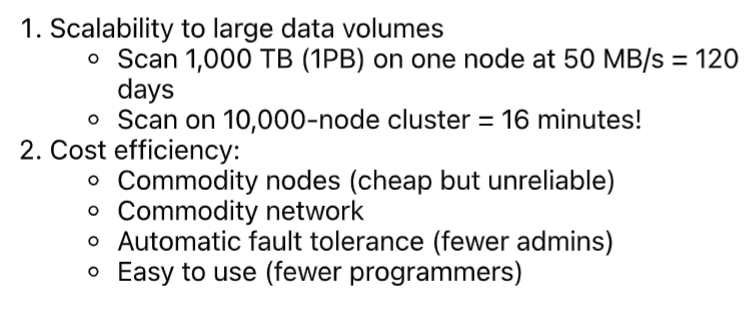 1. Scalability to large data volumes
○ Scan 1,000 TB (1PB) on one node at 50 MB/s = 120
days
○ Scan on 10,000-node cluster = 16 minutes!
2. Cost efficiency:
○ Commodity nodes (cheap but unreliable)
○ Commodity network
○ Automatic fault tolerance (fewer admins)
○ Easy to use (fewer programmers)